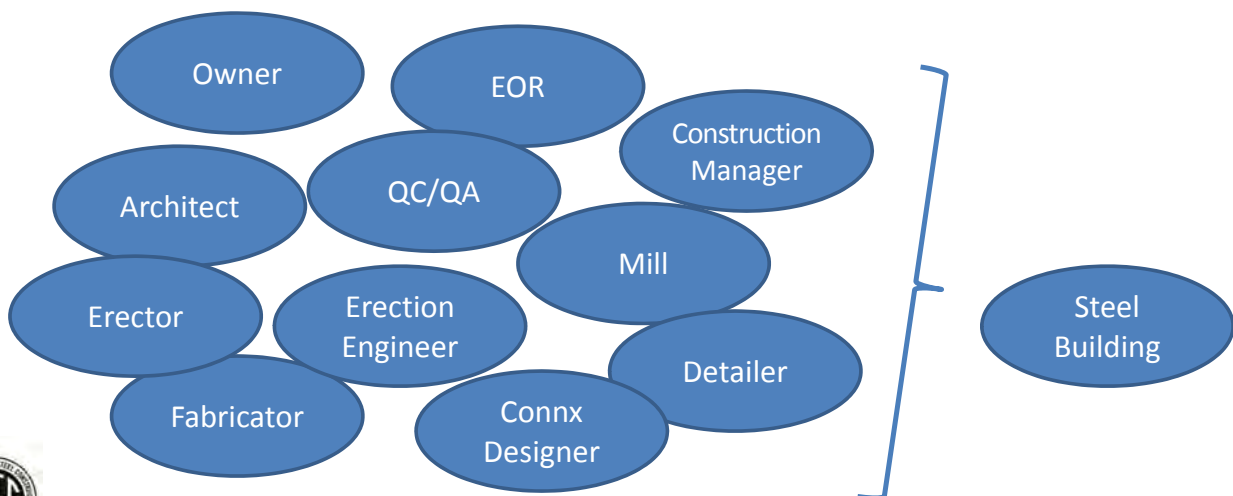 Owner
EOR
Construction
Manager
Architect
QC/QA
Mill
Erector
Erection
Engineer
Detailer
Fabricator
Connx
Designer
Steel
Building